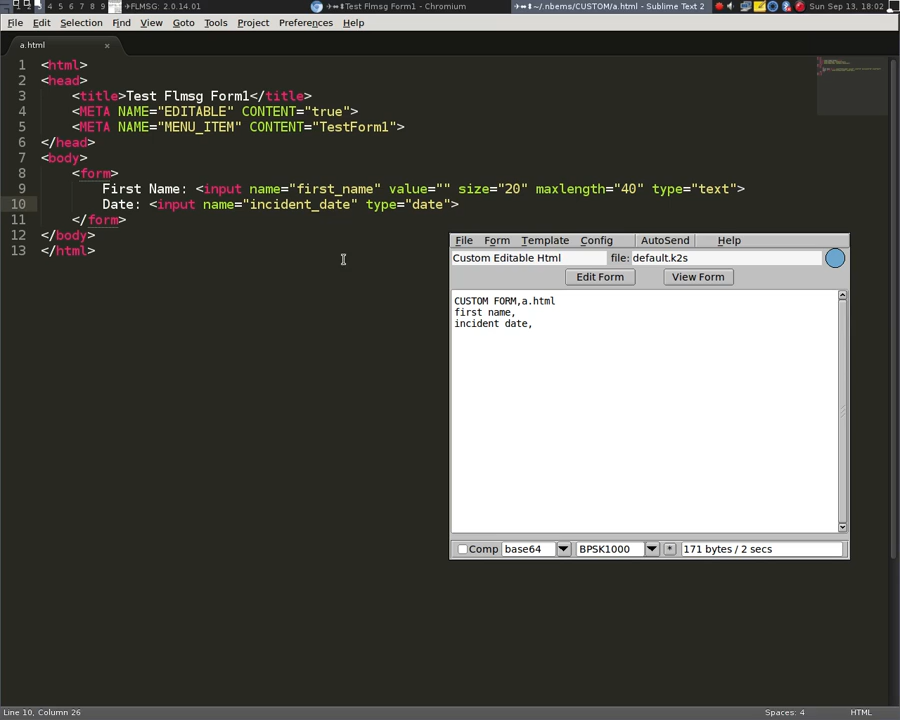 4 5 6 7 8 9 FLMSG: 2.0.14.01 Test Flmsg Form1 - Chromium ~/.nbems/CUSTOM/a.html - Sublime Text 2 Sun Sep 13, 18:02
File Edit Selection Find View Goto Tools Project Preferences Help
a.html ×
1 <html>
2 <head>
3 <title>Test Flmsg Form1</title>
4 <META NAME="EDITABLE" CONTENT="true">
5 <META NAME="MENU_ITEM" CONTENT="TestForm1">
6 </head>
7 <body>
8 <form>
9 First Name: <input name="first_name" value="" size="20" maxlength="40" type="text">
10 Date: <input name="incident_date" type="date">
11 </form>
12 </body>
13 </html>
File Form Template Config AutoSend Help
Custom Editable Html file: default.k2s
Edit Form View Form
CUSTOM FORM,a.html
first name,
incident date,
Comp base64 BPSK1000 * 171 bytes / 2 secs
Line 10, Column 26 Spaces: 4 HTML